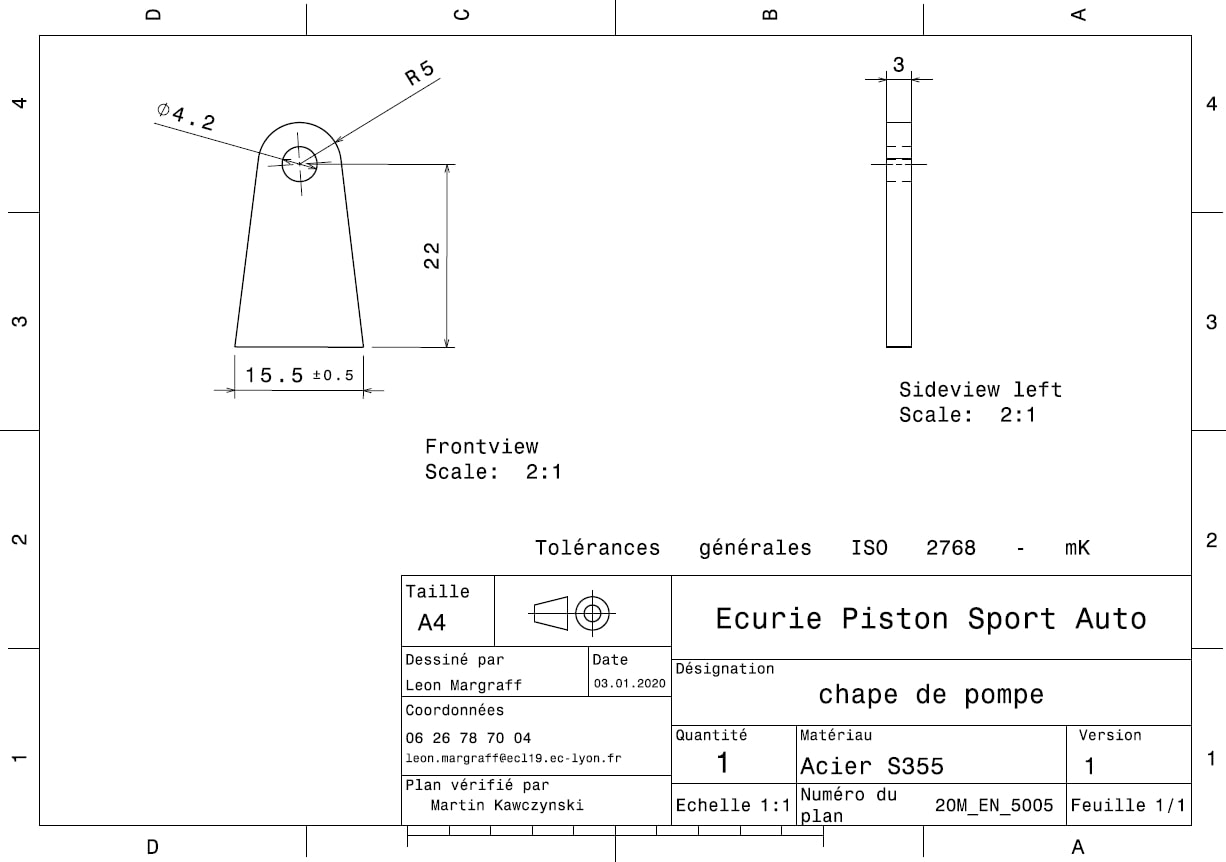 D C B A
4 4
3
R5
⌀4.2
22
3 3
15.5 ±0.5
Sideview left
Scale: 2:1
Frontview
Scale: 2:1
2 2
Tolérances générales ISO 2768 - mK
Taille
A4
Ecurie Piston Sport Auto
Dessiné par
Leon Margraff
Date
03.01.2020
Désignation
chape de pompe
Coordonnées
06 26 78 70 04
leon.margraff@ecl19.ec-lyon.fr
Quantité
1
Matériau
Acier S355
Version
1
1 1
Plan vérifié par
Martin Kawczynski
Echelle 1:1
Numéro du
plan
20M_EN_5005
Feuille 1/1
D A